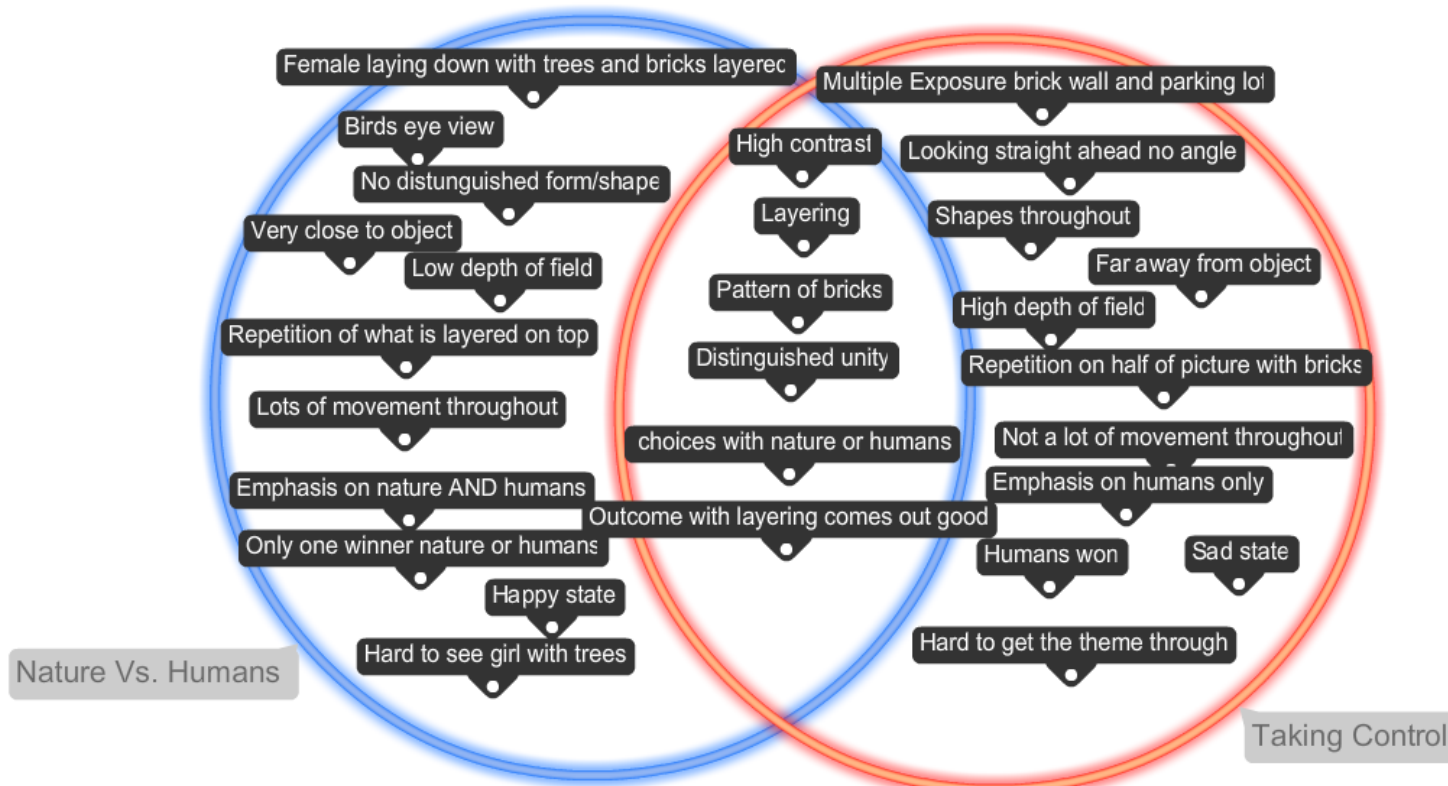 Female laying down with trees and bricks layered
Birds eye view
No distunguished form/shape
Very close to object
Low depth of field
Repetition of what is layered on top
Lots of movement throughout
Emphasis on nature AND humans
Only one winner nature or humans
Happy state
Hard to see girl with trees
Nature Vs. Humans
High contrast
Layering
Pattern of bricks
Distinguished unity
choices with nature or humans
Outcome with layering comes out good
Multiple Exposure brick wall and parking lot
Looking straight ahead no angle
Shapes throughout
Far away from object
High depth of field
Repetition on half of picture with bricks
Not a lot of movement throughout
Emphasis on humans only
Humans won
Sad state
Hard to get the theme through
Taking Control